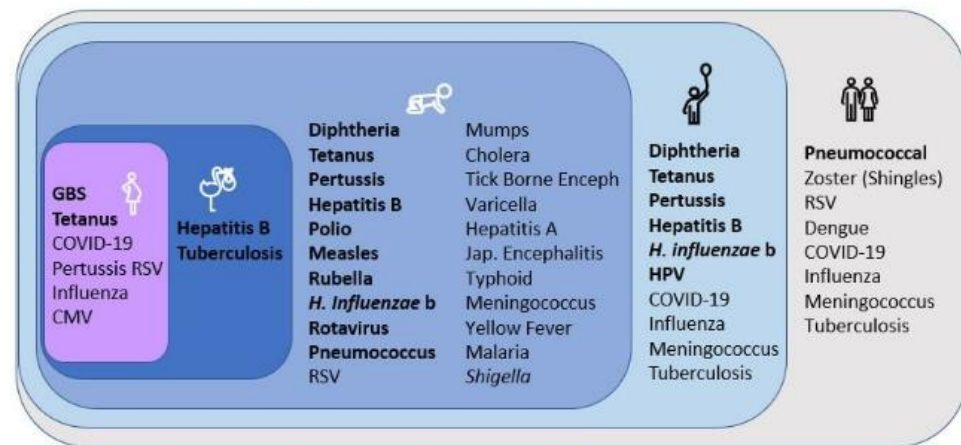 GBS
Tetanus
COVID-19
Pertussis RSV
Influenza
CMV
Hepatitis B
Tuberculosis
Diphtheria
Tetanus
Pertussis
Hepatitis B
Polio
Measles
Rubella
H. Influenzae b
Rotavirus
Pneumococcus
RSV
Mumps
Cholera
Tick Borne Enceph
Varicella
Hepatitis A
Jap. Encephalitis
Typhoid
Meningococcus
Yellow Fever
Malaria
Shigella
Diphtheria
Tetanus
Pertussis
Hepatitis B
H. influenzae b
HPV
COVID-19
Influenza
Meningococcus
Tuberculosis
Pneumococcal
Zoster (Shingles)
RSV
Dengue
COVID-19
Influenza
Meningococcus
Tuberculosis